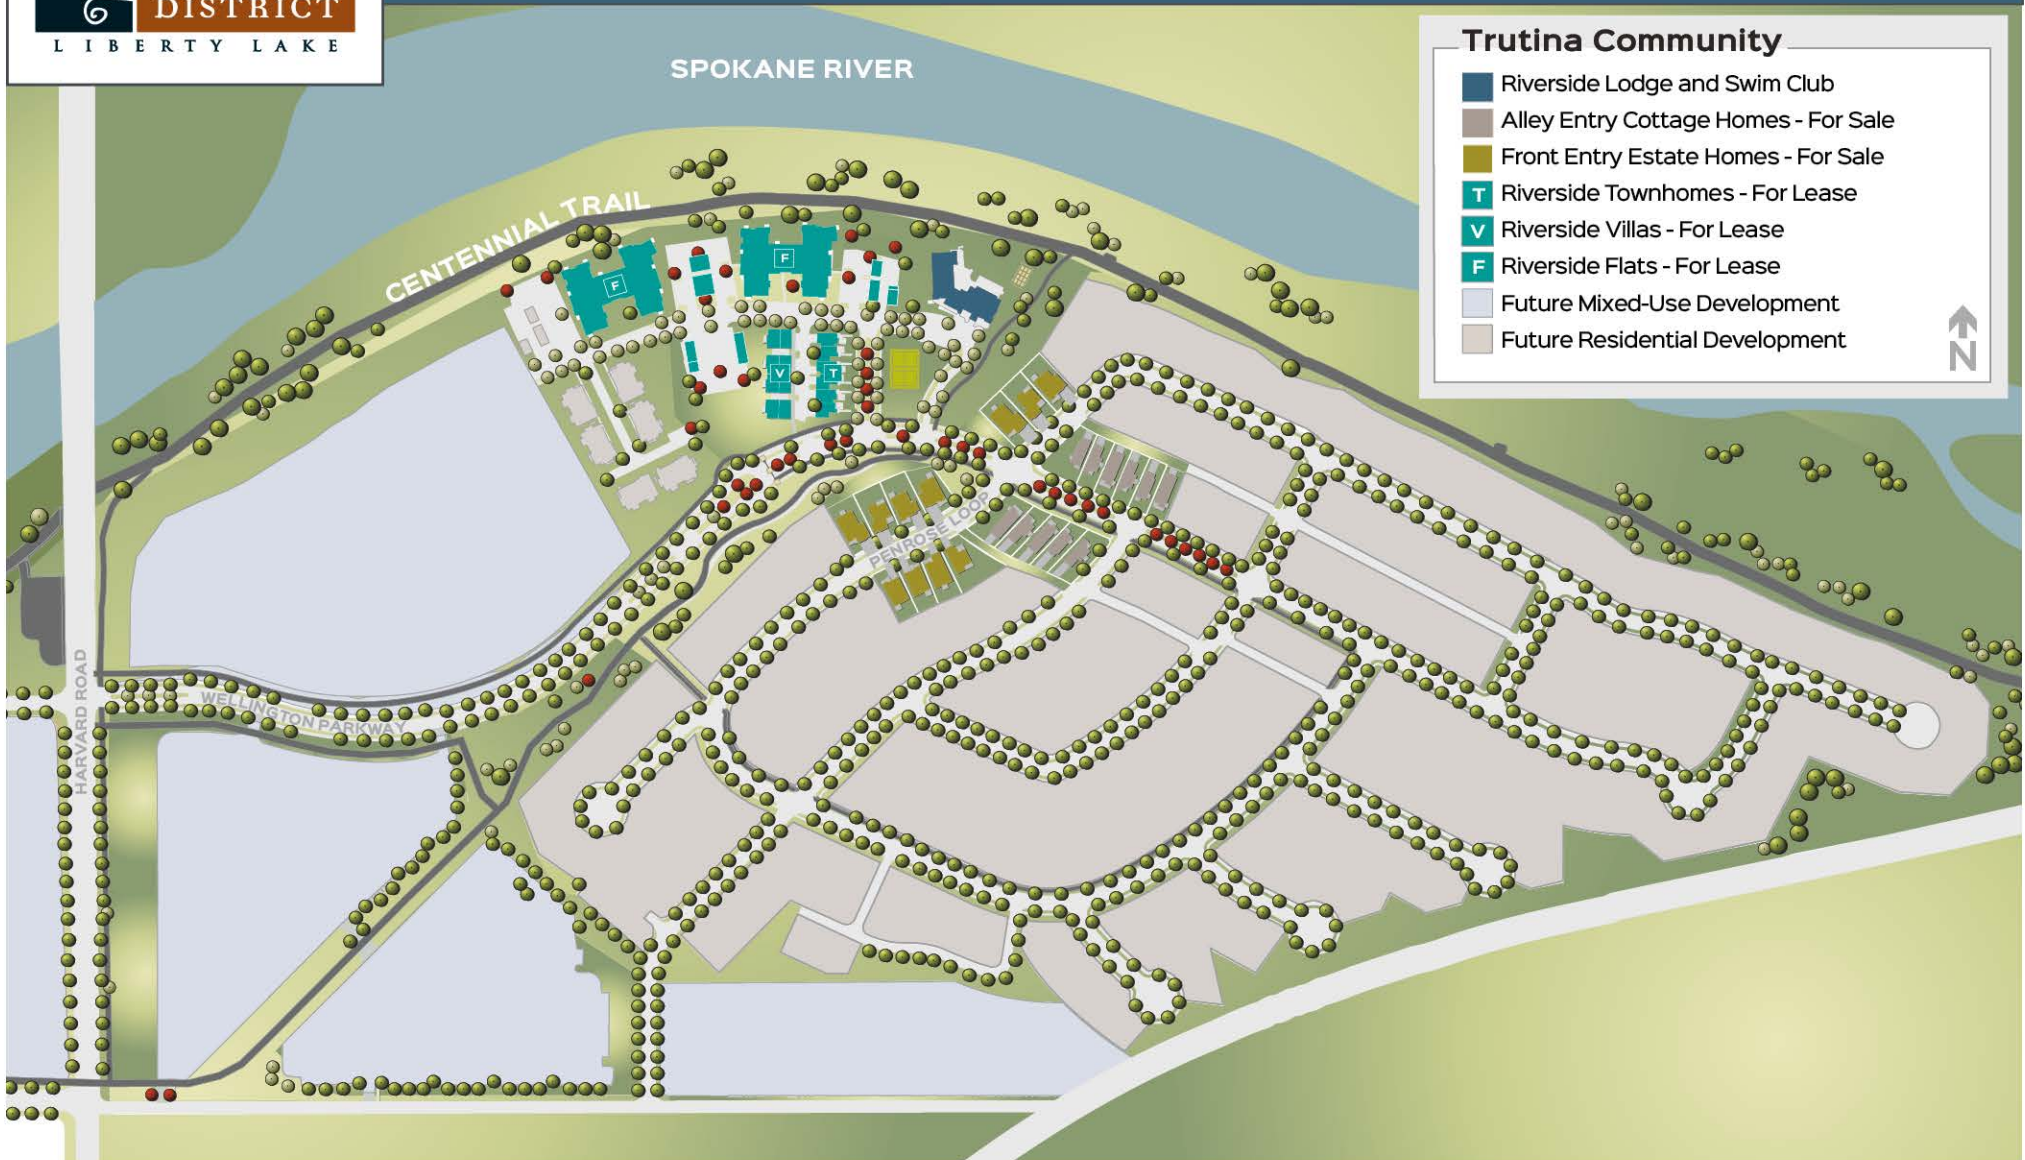 DISTRICT
LIBERTY LAKE
SPOKANE RIVER
CENTENNIAL TRAIL
Trutina Community
Riverside Lodge and Swim Club
Alley Entry Cottage Homes - For Sale
Front Entry Estate Homes - For Sale
T Riverside Townhomes - For Lease
V Riverside Villas - For Lease
F Riverside Flats - For Lease
Future Mixed-Use Development
Future Residential Development
N
F
F
V
T
PENROSE LOOP
HARVARD ROAD
WELLINGTON PARKWAY